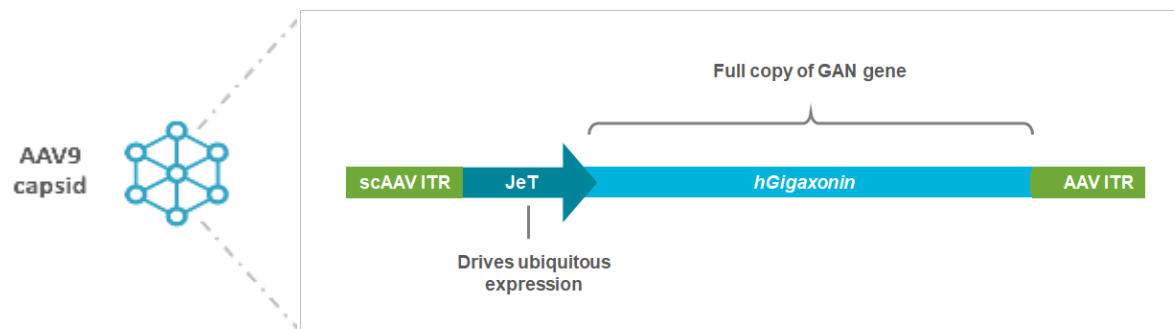 Full copy of GAN gene
AAV9
capsid
scAAV ITR
JeT
hGigaxonin
AAV ITR
Drives ubiquitous
expression